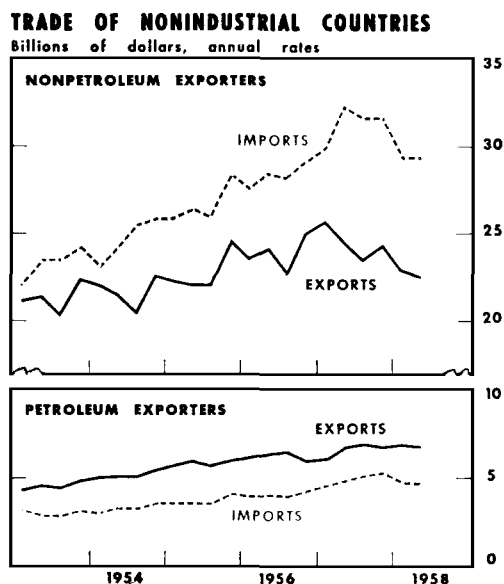 TRADE OF NONINDUSTRIAL COUNTRIES
Billions of dollars, annual rates
35
NONPETROLEUM EXPORTERS
IMPORTS
30
25
EXPORTS
20
10
PETROLEUM EXPORTERS
EXPORTS
5
IMPORTS
0
1954 1956 1958